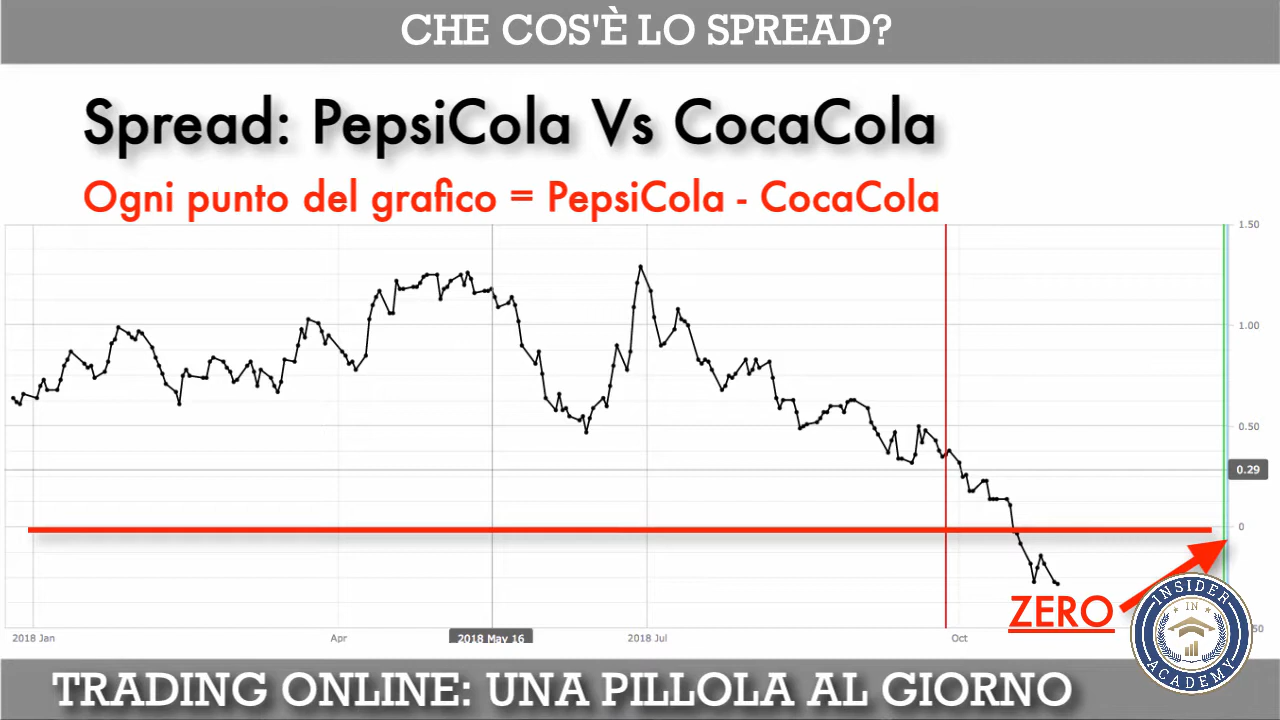 CHE COS'È LO SPREAD?
Spread: PepsiCola Vs CocaCola
Ogni punto del grafico = PepsiCola - CocaCola
1.50
1.00
0.50
0.29
0
ZERO
50
2018 Jan
Apr
2018 May 16
2018 Jul
Oct
INSIDER
IN
ACADEMY
TRADING ONLINE: UNA PILLOLA AL GIORNO